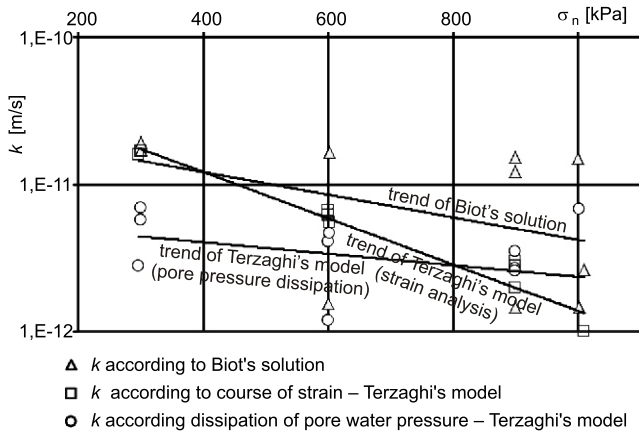 200 400 600 800 σn [kPa]
1,E-10
k [m/s]
1,E-11
trend of Biot's solution
trend of Terzaghi's model
(strain analysis)
trend of Terzaghi's model
(pore pressure dissipation)
1,E-12
k according to Biot's solution
k according to course of strain – Terzaghi's model
k according dissipation of pore water pressure – Terzaghi's model